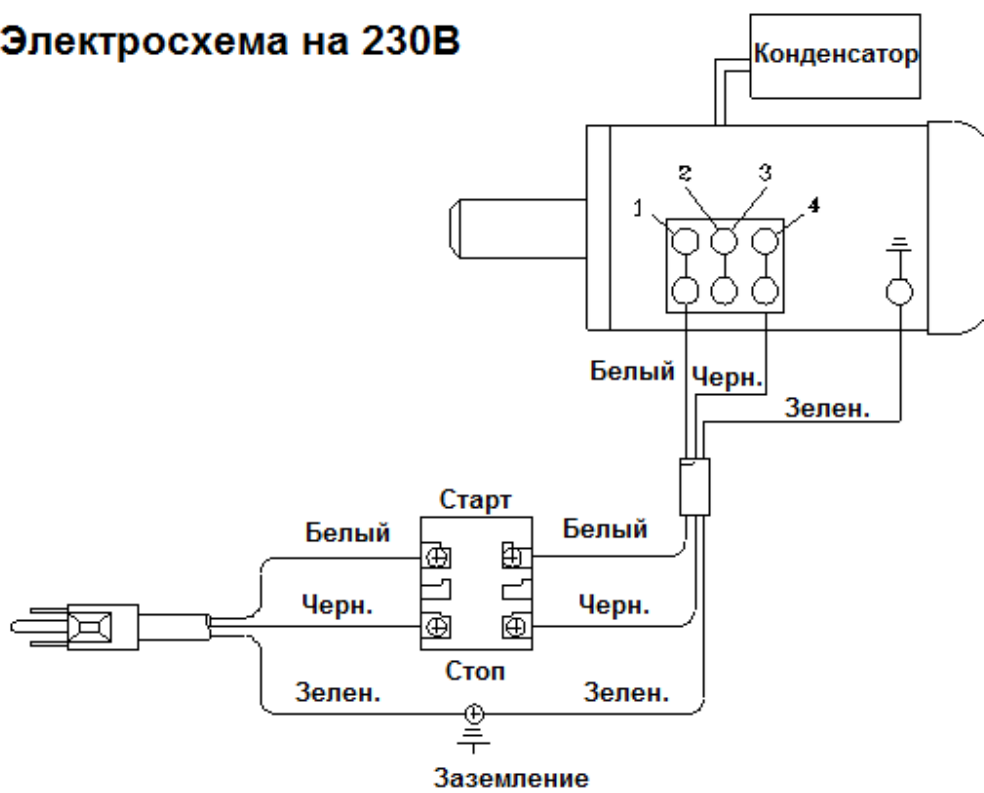 Электросхема на 230В
Конденсатор
2 3
1 4
Белый Черн.
Зелен.
Старт
Белый Белый
Черн. Черн.
Стоп
Зелен. Зелен.
Заземление